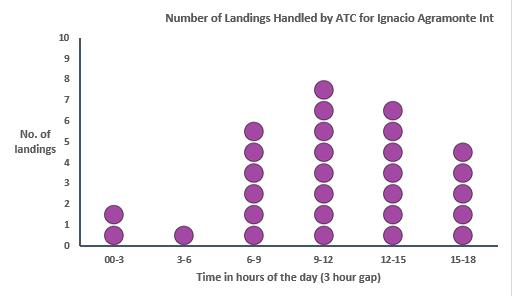 Number of Landings Handled by ATC for Ignacio Agramonte Int
10
9
8
7
6
5
4
3
2
1
0
No. of
landings
00-3 3-6 6-9 9-12 12-15 15-18
Time in hours of the day (3 hour gap)